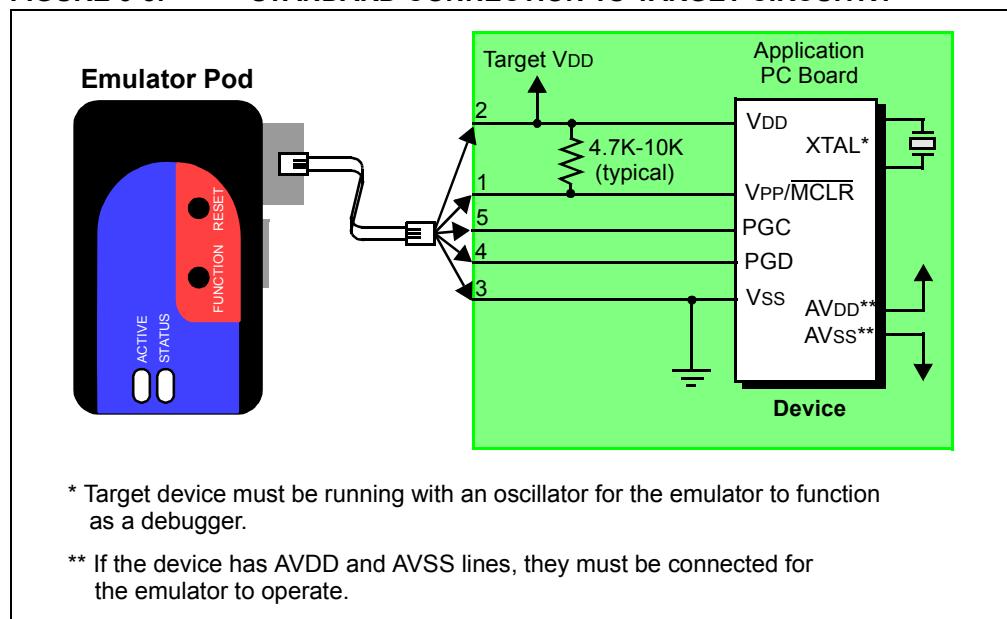 Emulator Pod
RESET
FUNCTION
ACTIVE
STATUS
Target VDD
Application
PC Board
2
VDD
XTAL*
4.7K-10K
(typical)
1
VPP/MCLR
5
PGC
4
PGD
3
VSS
AVDD**
AVSS**
Device
* Target device must be running with an oscillator for the emulator to function
as a debugger.
** If the device has AVDD and AVSS lines, they must be connected for
the emulator to operate.